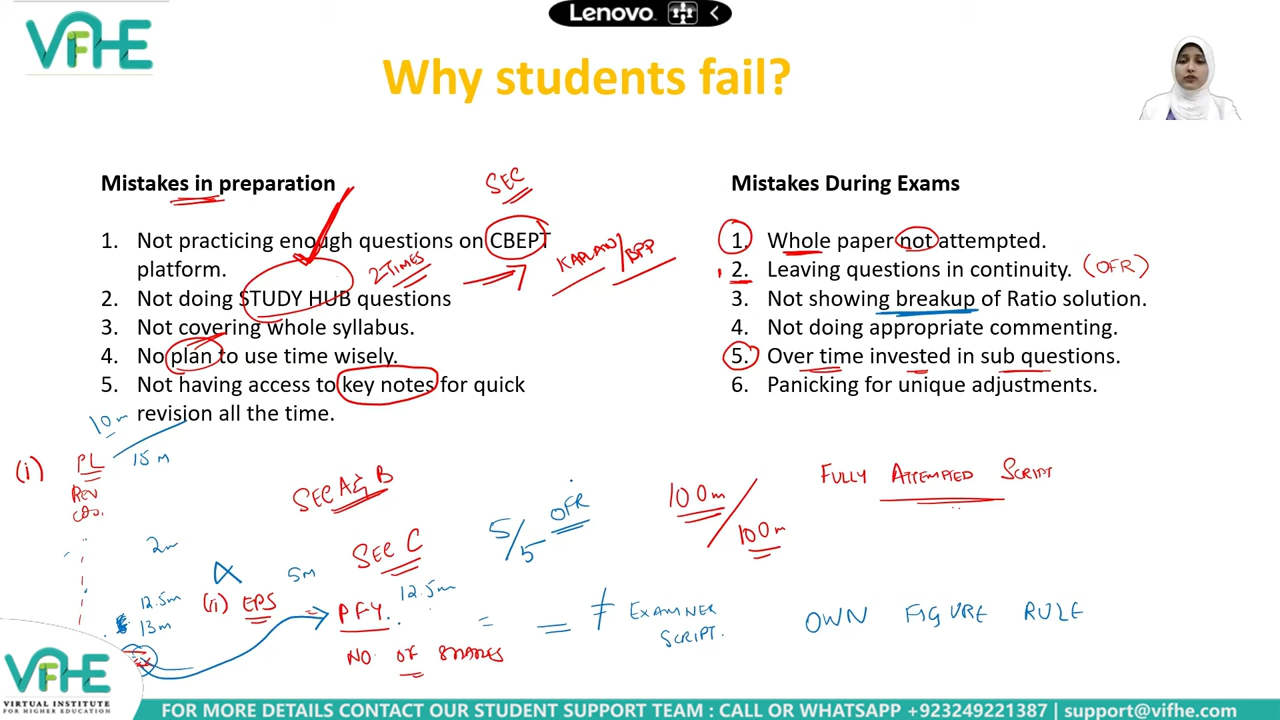 Lenovo
VIFHE
Why students fail?
Mistakes in preparation
SEC
1. Not practicing enough questions on CBEPT
platform.
2 TIMES
KAPLAN/BPP
2. Not doing STUDY HUB questions
3. Not covering whole syllabus.
4. No plan to use time wisely.
5. Not having access to key notes for quick
revision all the time.
Mistakes During Exams
1. Whole paper not attempted.
2. Leaving questions in continuity. (OFR)
3. Not showing breakup of Ratio solution.
4. Not doing appropriate commenting.
5. Over time invested in sub questions.
6. Panicking for unique adjustments.
10m
(i) PL 15 m
Rev
2m
12.5m
13m
SEC A & B
SEC C
5m
(ii) EPS = P.F.Y.
12.5m
NO. OF SHARES
5/5 OFR
100m/100m
FULLY ATTEMPTED SCRIPT
= = ≠ EXAMINER
SCRIPT.
OWN FIGURE RULE
VIFHE
VIRTUAL INSTITUTE
FOR HIGHER EDUCATION
FOR MORE DETAILS CONTACT OUR STUDENT SUPPORT TEAM : CALL OR WHATSAPP +923249221387 | support@vifhe.com